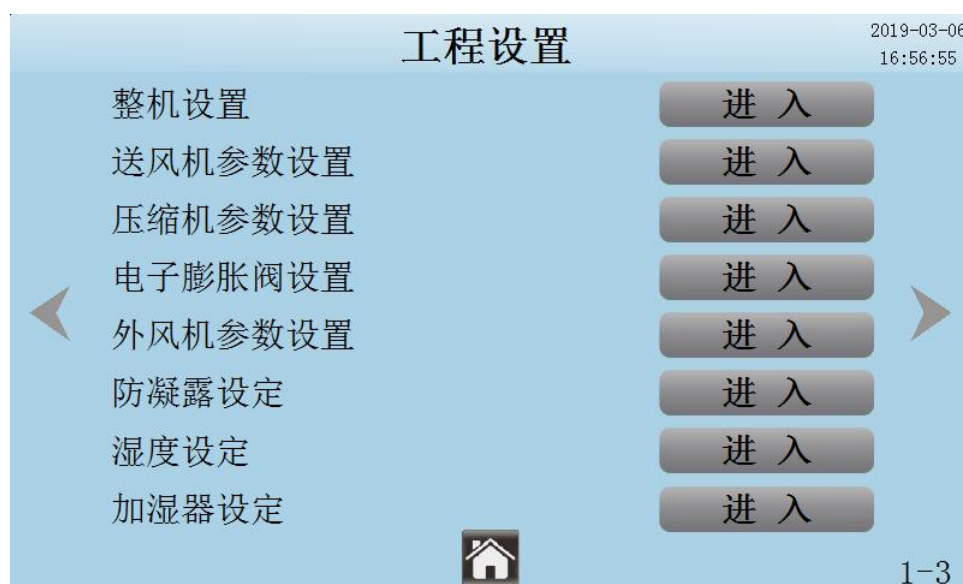 工程设置
2019-03-06
16:56:55
整机设置 进 入
送风机参数设置 进 入
压缩机参数设置 进 入
电子膨胀阀设置 进 入
外风机参数设置 进 入
防凝露设定 进 入
湿度设定 进 入
加湿器设定 进 入
1-3